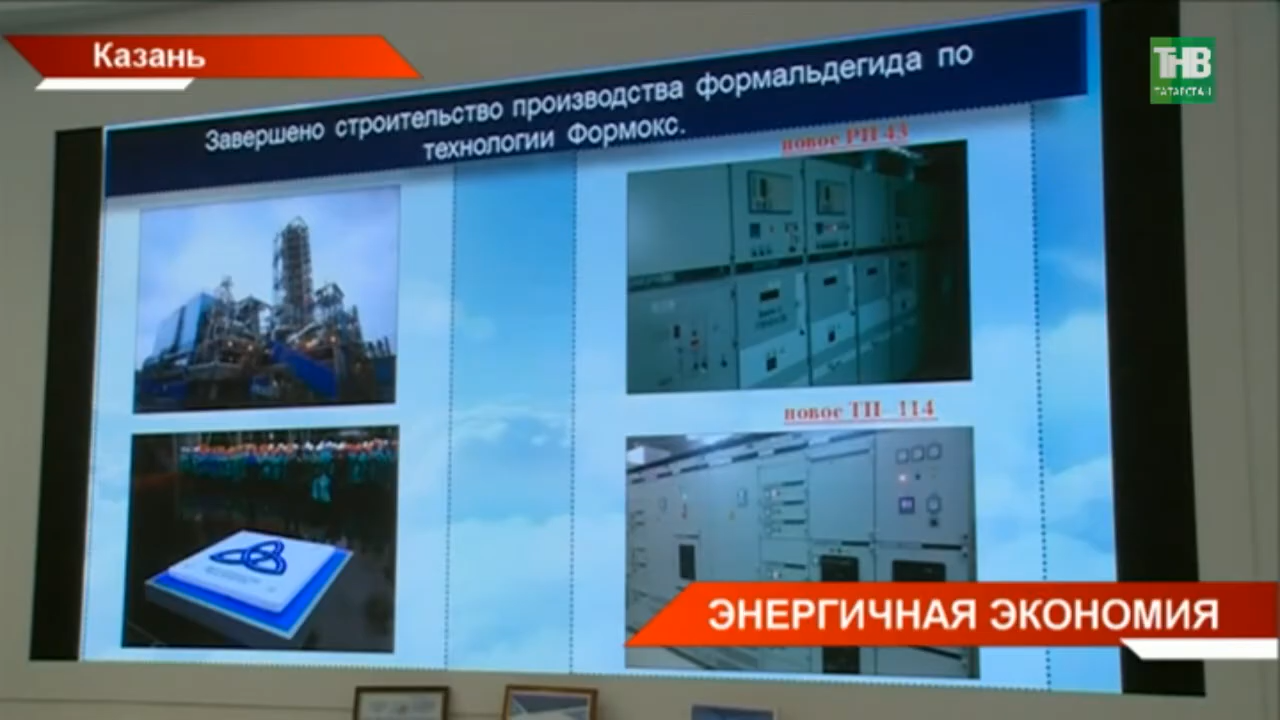 Казань
ТНВ
ТАТАРСТАН
Завершено строительство производства формальдегида по
технологии Формокс.
новое РП 43
новое ТП 114
ЭНЕРГИЧНАЯ ЭКОНОМИЯ